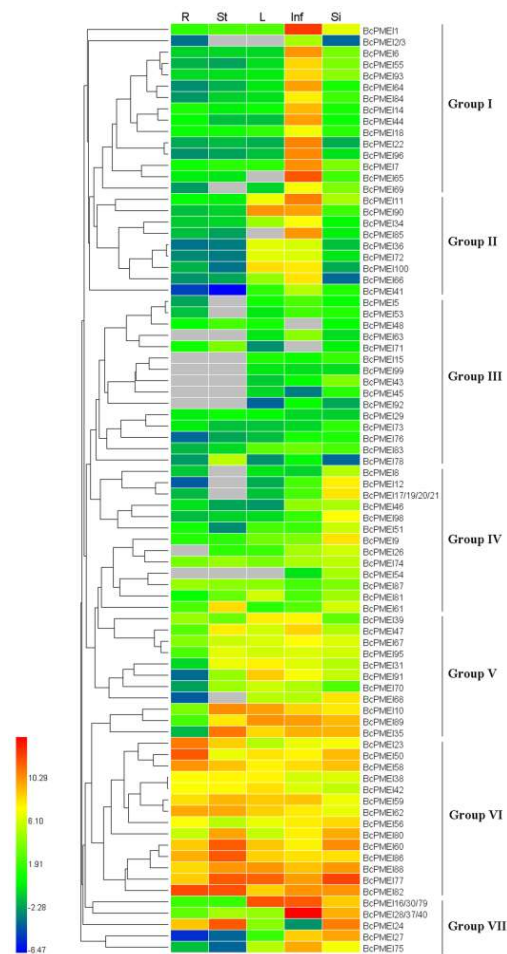 R St L Inf Si
BcPMEI1
BcPMEI2/3
BcPMEI6
BcPMEI55
BcPMEI93
BcPMEI64
BcPMEI84
BcPMEI14
BcPMEI44
BcPMEI18
BcPMEI22
BcPMEI96
BcPMEI7
BcPMEI65
BcPMEI69
Group I
BcPMEI11
BcPMEI90
BcPMEI34
BcPMEI85
BcPMEI36
BcPMEI72
BcPMEI100
BcPMEI66
BcPMEI41
Group II
BcPMEI5
BcPMEI53
BcPMEI48
BcPMEI63
BcPMEI71
BcPMEI15
BcPMEI99
BcPMEI43
BcPMEI45
BcPMEI92
BcPMEI29
BcPMEI73
BcPMEI76
BcPMEI83
BcPMEI78
Group III
BcPMEI8
BcPMEI12
BcPMEI17/19/20/21
BcPMEI46
BcPMEI98
BcPMEI51
BcPMEI9
BcPMEI26
BcPMEI74
BcPMEI54
BcPMEI87
BcPMEI81
BcPMEI61
Group IV
BcPMEI39
BcPMEI47
BcPMEI67
BcPMEI95
BcPMEI31
BcPMEI91
BcPMEI70
BcPMEI68
BcPMEI10
BcPMEI89
BcPMEI35
Group V
BcPMEI23
BcPMEI50
BcPMEI58
BcPMEI38
BcPMEI42
BcPMEI59
BcPMEI62
BcPMEI56
BcPMEI80
BcPMEI60
BcPMEI86
BcPMEI88
BcPMEI77
BcPMEI82
Group VI
BcPMEI16/30/79
BcPMEI28/37/40
BcPMEI24
BcPMEI27
BcPMEI75
Group VII
10.29
6.10
1.91
-2.28
-6.47